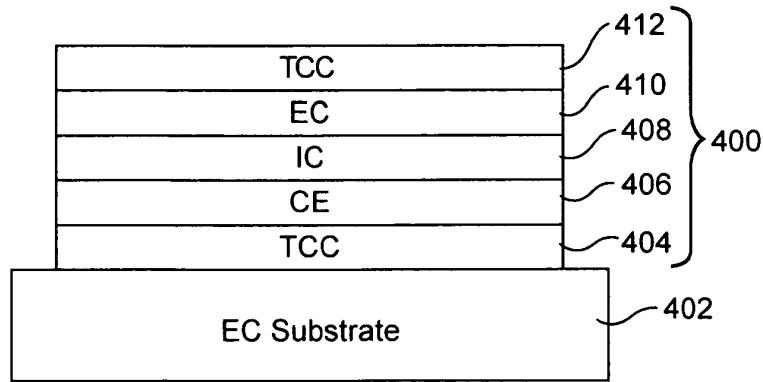 TCC 412
EC 410
IC 408
400
CE 406
TCC 404
EC Substrate 402